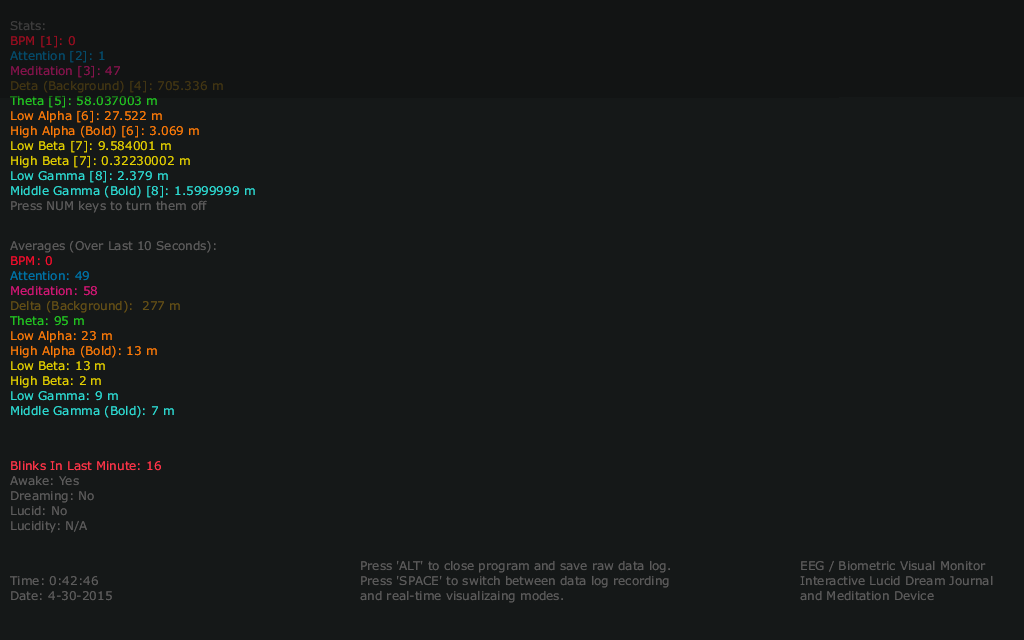 Stats:
BPM [1]: 0
Attention [2]: 1
Meditation [3]: 47
Deta (Background) [4]: 705.336 m
Theta [5]: 58.037003 m
Low Alpha [6]: 27.522 m
High Alpha (Bold) [6]: 3.069 m
Low Beta [7]: 9.584001 m
High Beta [7]: 0.32230002 m
Low Gamma [8]: 2.379 m
Middle Gamma (Bold) [8]: 1.5999999 m
Press NUM keys to turn them off
Averages (Over Last 10 Seconds):
BPM: 0
Attention: 49
Meditation: 58
Delta (Background):  277 m
Theta: 95 m
Low Alpha: 23 m
High Alpha (Bold): 13 m
Low Beta: 13 m
High Beta: 2 m
Low Gamma: 9 m
Middle Gamma (Bold): 7 m
Blinks In Last Minute: 16
Awake: Yes
Dreaming: No
Lucid: No
Lucidity: N/A
Time: 0:42:46
Date: 4-30-2015
Press 'ALT' to close program and save raw data log.
Press 'SPACE' to switch between data log recording
and real-time visualizaing modes.
EEG / Biometric Visual Monitor
Interactive Lucid Dream Journal
and Meditation Device